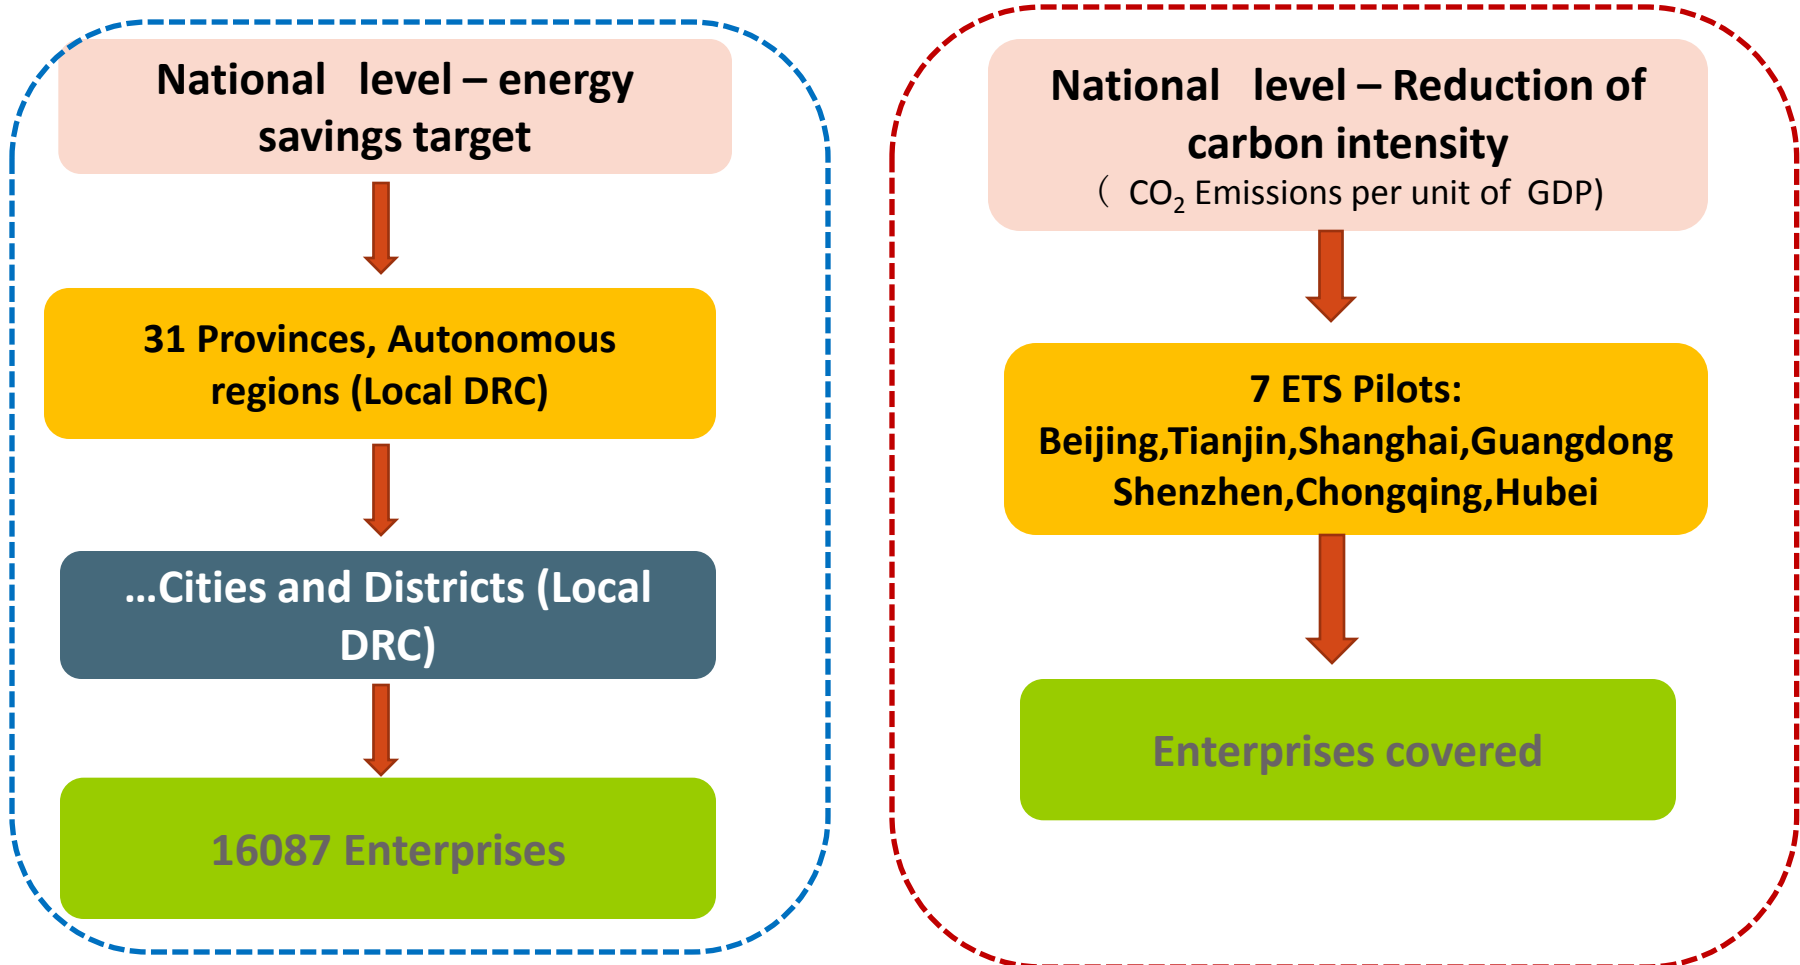 National level – energy
savings target
31 Provinces, Autonomous
regions (Local DRC)
...Cities and Districts (Local
DRC)
16087 Enterprises
National level – Reduction of
carbon intensity
（ CO₂ Emissions per unit of GDP)
7 ETS Pilots:
Beijing,Tianjin,Shanghai,Guangdong
Shenzhen,Chongqing,Hubei
Enterprises covered